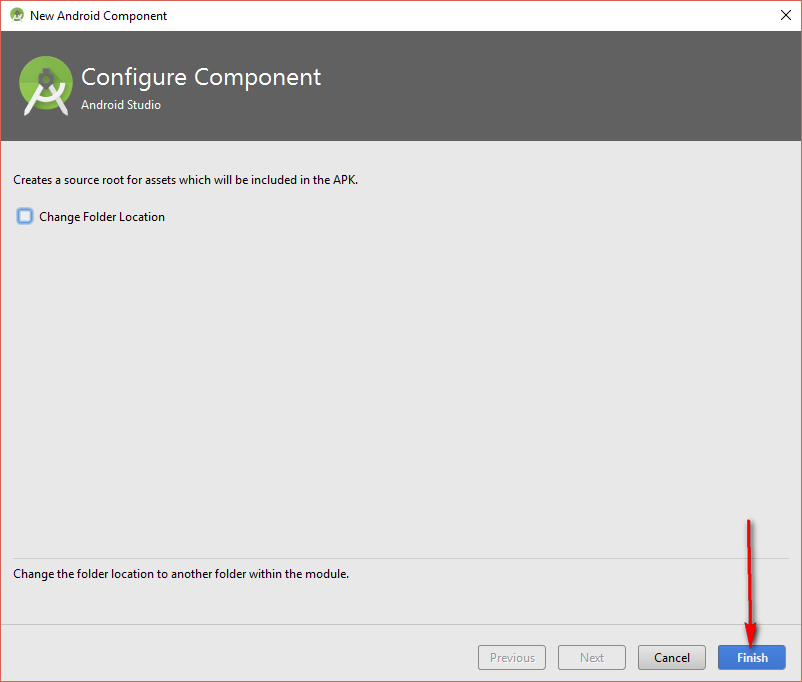 New Android Component
Configure Component
Android Studio
Creates a source root for assets which will be included in the APK.
Change Folder Location
Change the folder location to another folder within the module.
Previous
Next
Cancel
Finish